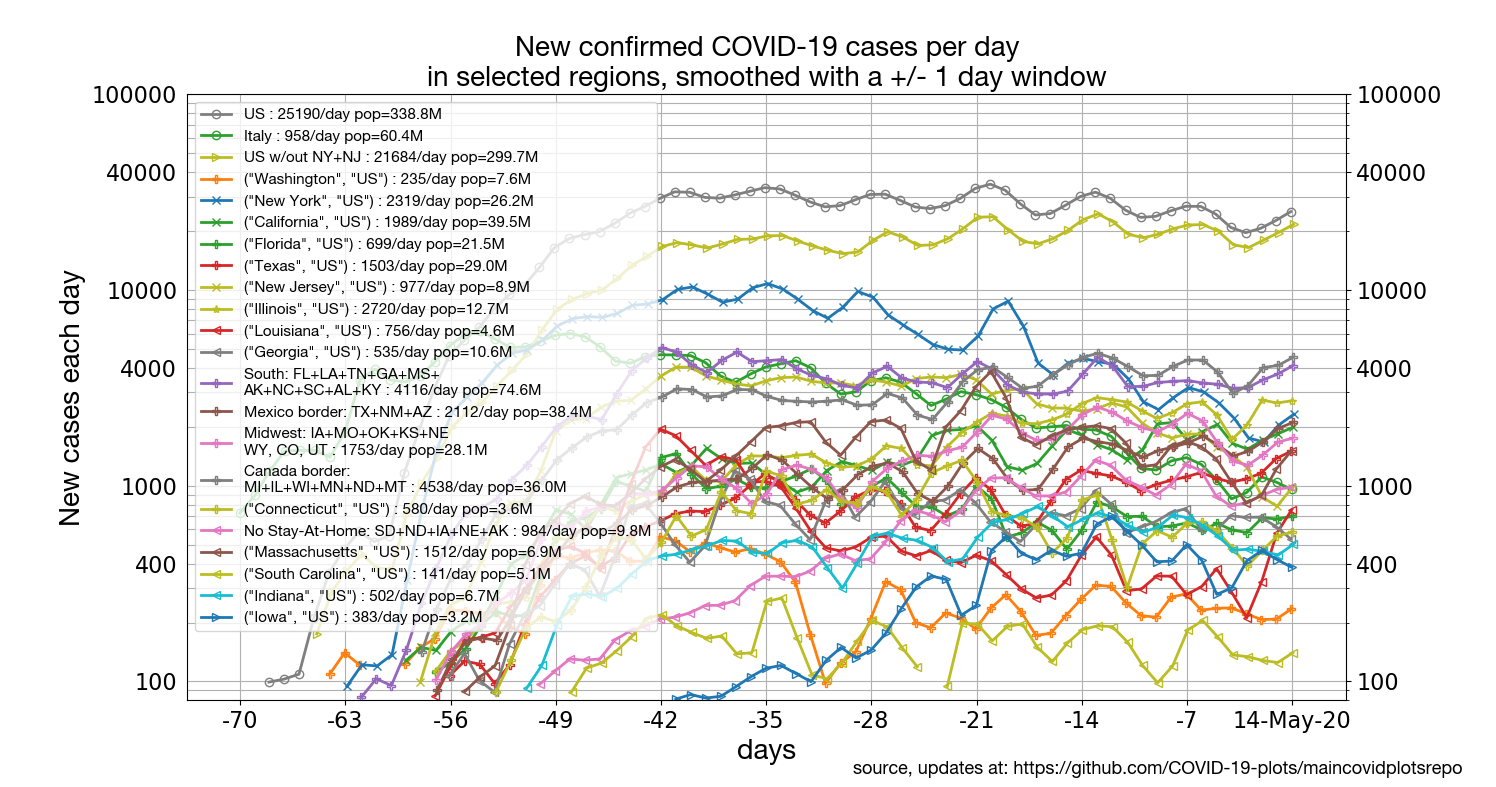 New confirmed COVID-19 cases per day
in selected regions, smoothed with a +/- 1 day window
100000
40000
10000
4000
1000
400
100
New cases each day
US : 25190/day pop=338.8M
Italy : 958/day pop=60.4M
US w/out NY+NJ : 21684/day pop=299.7M
("Washington", "US") : 235/day pop=7.6M
("New York", "US") : 2319/day pop=26.2M
("California", "US") : 1989/day pop=39.5M
("Florida", "US") : 699/day pop=21.5M
("Texas", "US") : 1503/day pop=29.0M
("New Jersey", "US") : 977/day pop=8.9M
("Illinois", "US") : 2720/day pop=12.7M
("Louisiana", "US") : 756/day pop=4.6M
("Georgia", "US") : 535/day pop=10.6M
South: FL+LA+TN+GA+MS+
AK+NC+SC+AL+KY : 4116/day pop=74.6M
Mexico border: TX+NM+AZ : 2112/day pop=38.4M
Midwest: IA+MO+OK+KS+NE
WY, CO, UT : 1753/day pop=28.1M
Canada border:
MI+IL+WI+MN+ND+MT : 4538/day pop=36.0M
("Connecticut", "US") : 580/day pop=3.6M
No Stay-At-Home: SD+ND+IA+NE+AK : 984/day pop=9.8M
("Massachusetts", "US") : 1512/day pop=6.9M
("South Carolina", "US") : 141/day pop=5.1M
("Indiana", "US") : 502/day pop=6.7M
("Iowa", "US") : 383/day pop=3.2M
100000
40000
10000
4000
1000
400
100
-70 -63 -56 -49 -42 -35 -28 -21 -14 -7 14-May-20
days
source, updates at: https://github.com/COVID-19-plots/maincovidplotsrepo